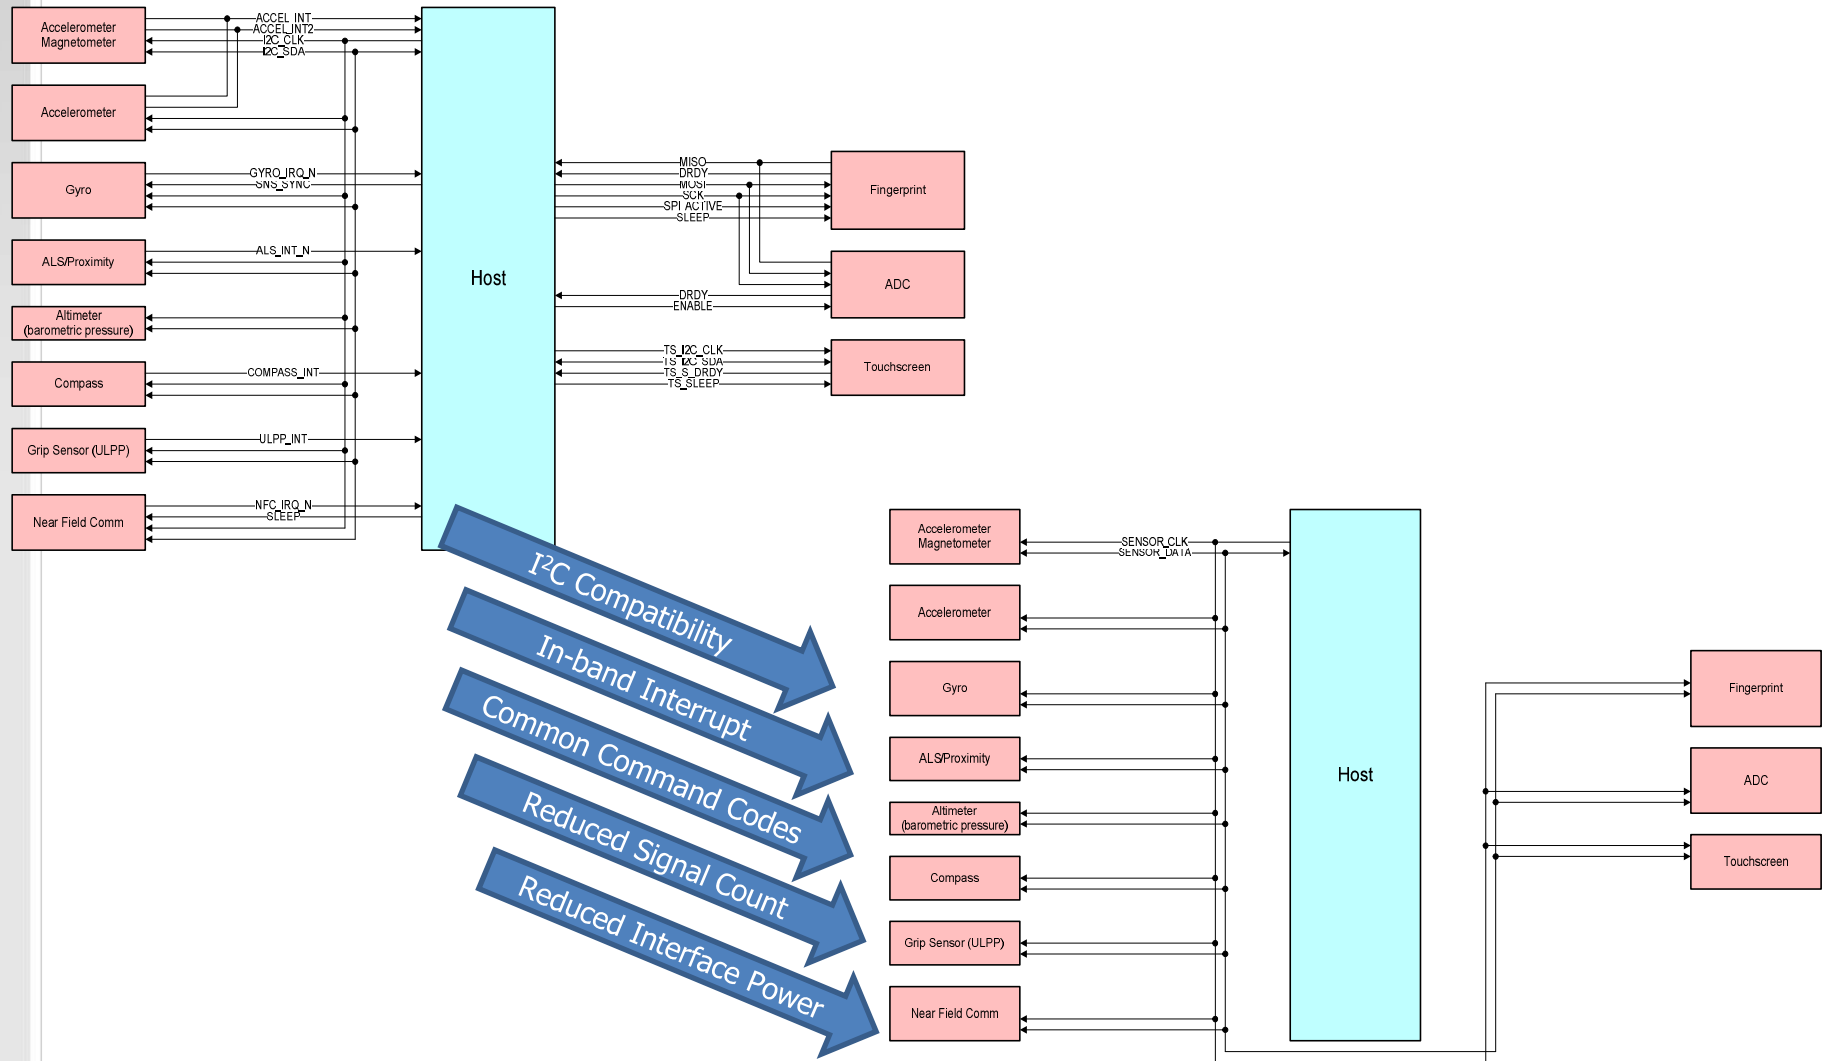 Accelerometer
Magnetometer
ACCEL_INT
ACCEL_INT2
I2C_CLK
I2C_SDA
Accelerometer
Gyro
GYRO_IRQ_N
SNS_SYNC
ALS/Proximity
ALS_INT_N
Altimeter
(barometric pressure)
Compass
COMPASS_INT
Grip Sensor (ULPP)
ULPP_INT
Near Field Comm
NFC_IRQ_N
SLEEP
Host
MISO
DRDY
MOSI
SCK
SPI_ACTIVE
SLEEP
Fingerprint
ADC
DRDY
ENABLE
TS_I2C_CLK
TS_I2C_SDA
TS_S_DRDY
TS_SLEEP
Touchscreen
I²C Compatibility
In-band Interrupt
Common Command Codes
Reduced Signal Count
Reduced Interface Power
Accelerometer
Magnetometer
SENSOR_CLK
SENSOR_DATA
Accelerometer
Gyro
ALS/Proximity
Altimeter
(barometric pressure)
Compass
Grip Sensor (ULPP)
Near Field Comm
Host
Fingerprint
ADC
Touchscreen